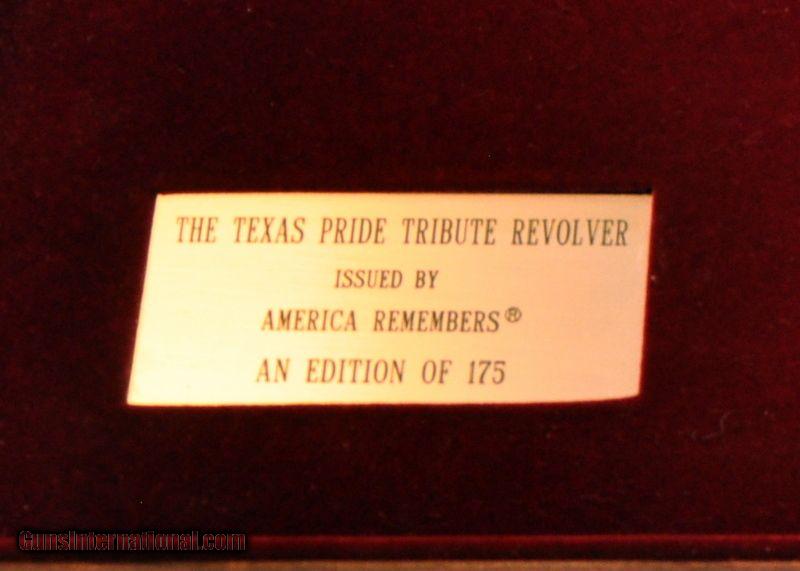 THE TEXAS PRIDE TRIBUTE REVOLVER
ISSUED BY
AMERICA REMEMBERS®
AN EDITION OF 175
GunsInternational.com